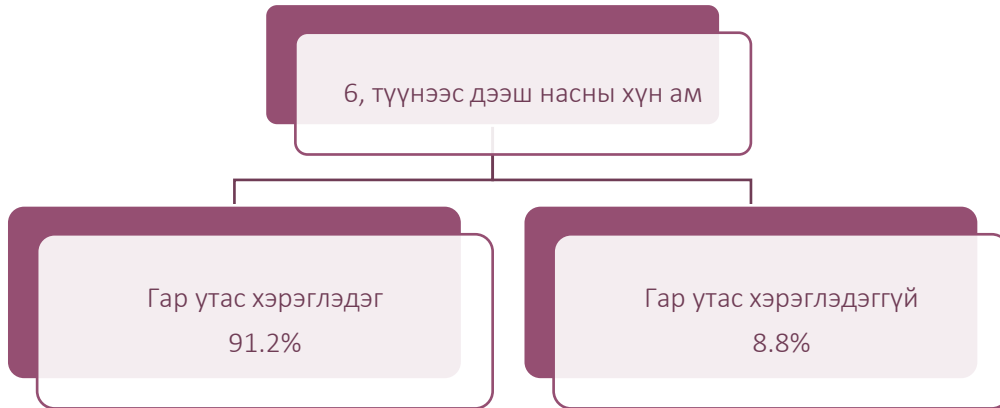 6, түүнээс дээш насны хүн ам
Гар утас хэрэглэдэг
91.2%
Гар утас хэрэглэдэггүй
8.8%